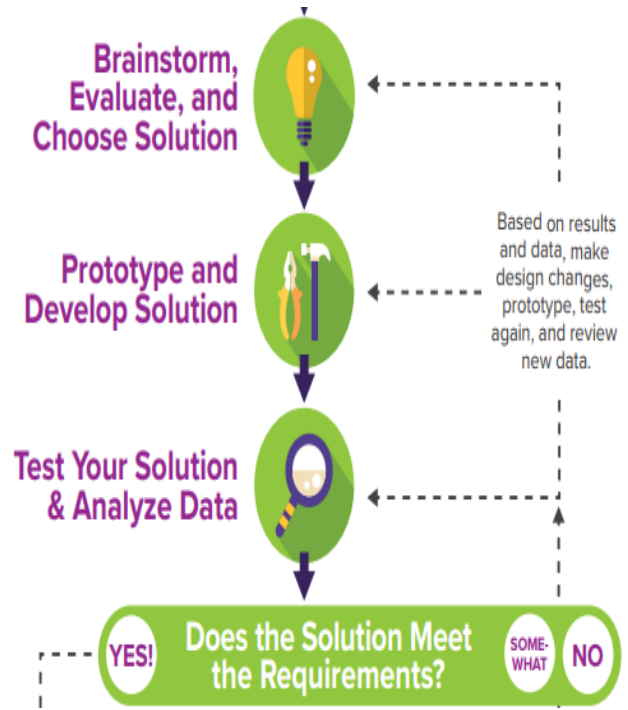 Brainstorm,
Evaluate, and
Choose Solution
Prototype and
Develop Solution
Based on results
and data, make
design changes,
prototype, test
again, and review
new data.
Test Your Solution
& Analyze Data
YES!
Does the Solution Meet
the Requirements?
SOME-
WHAT
NO